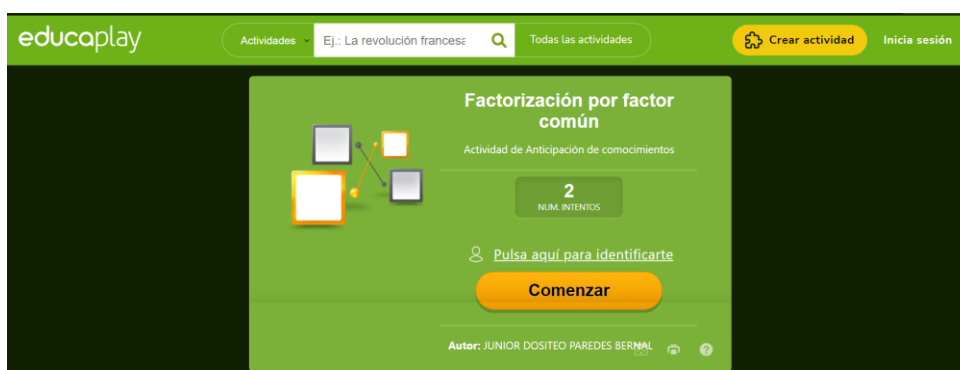 educaplay
Actividades
Ej.: La revolución francesa
Todas las actividades
Crear actividad
Inicia sesión
Factorización por factor
común
Actividad de Anticipación de comocimientos
2
NUM. INTENTOS
Pulsa aquí para identificarte
Comenzar
Autor: JUNIOR DOSITEO PAREDES BERNAL
?